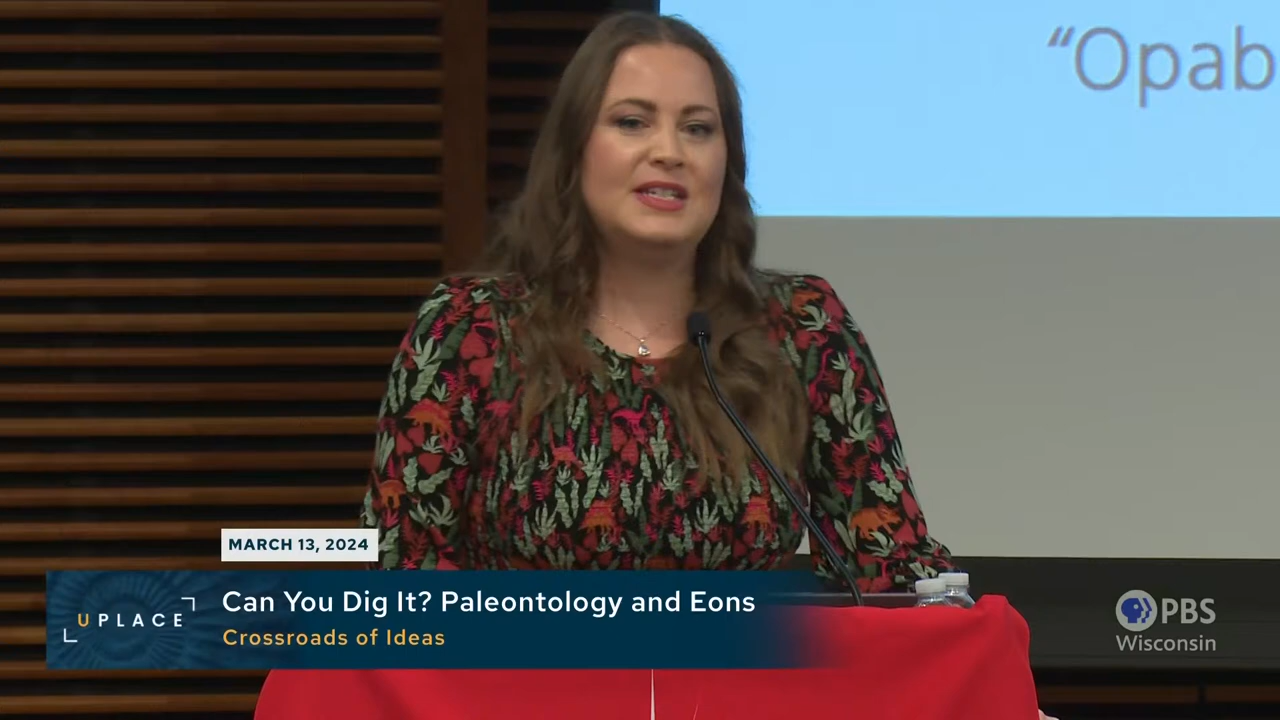 “Opab
MARCH 13, 2024
UPLACE
Can You Dig It? Paleontology and Eons
Crossroads of Ideas
PBS
Wisconsin